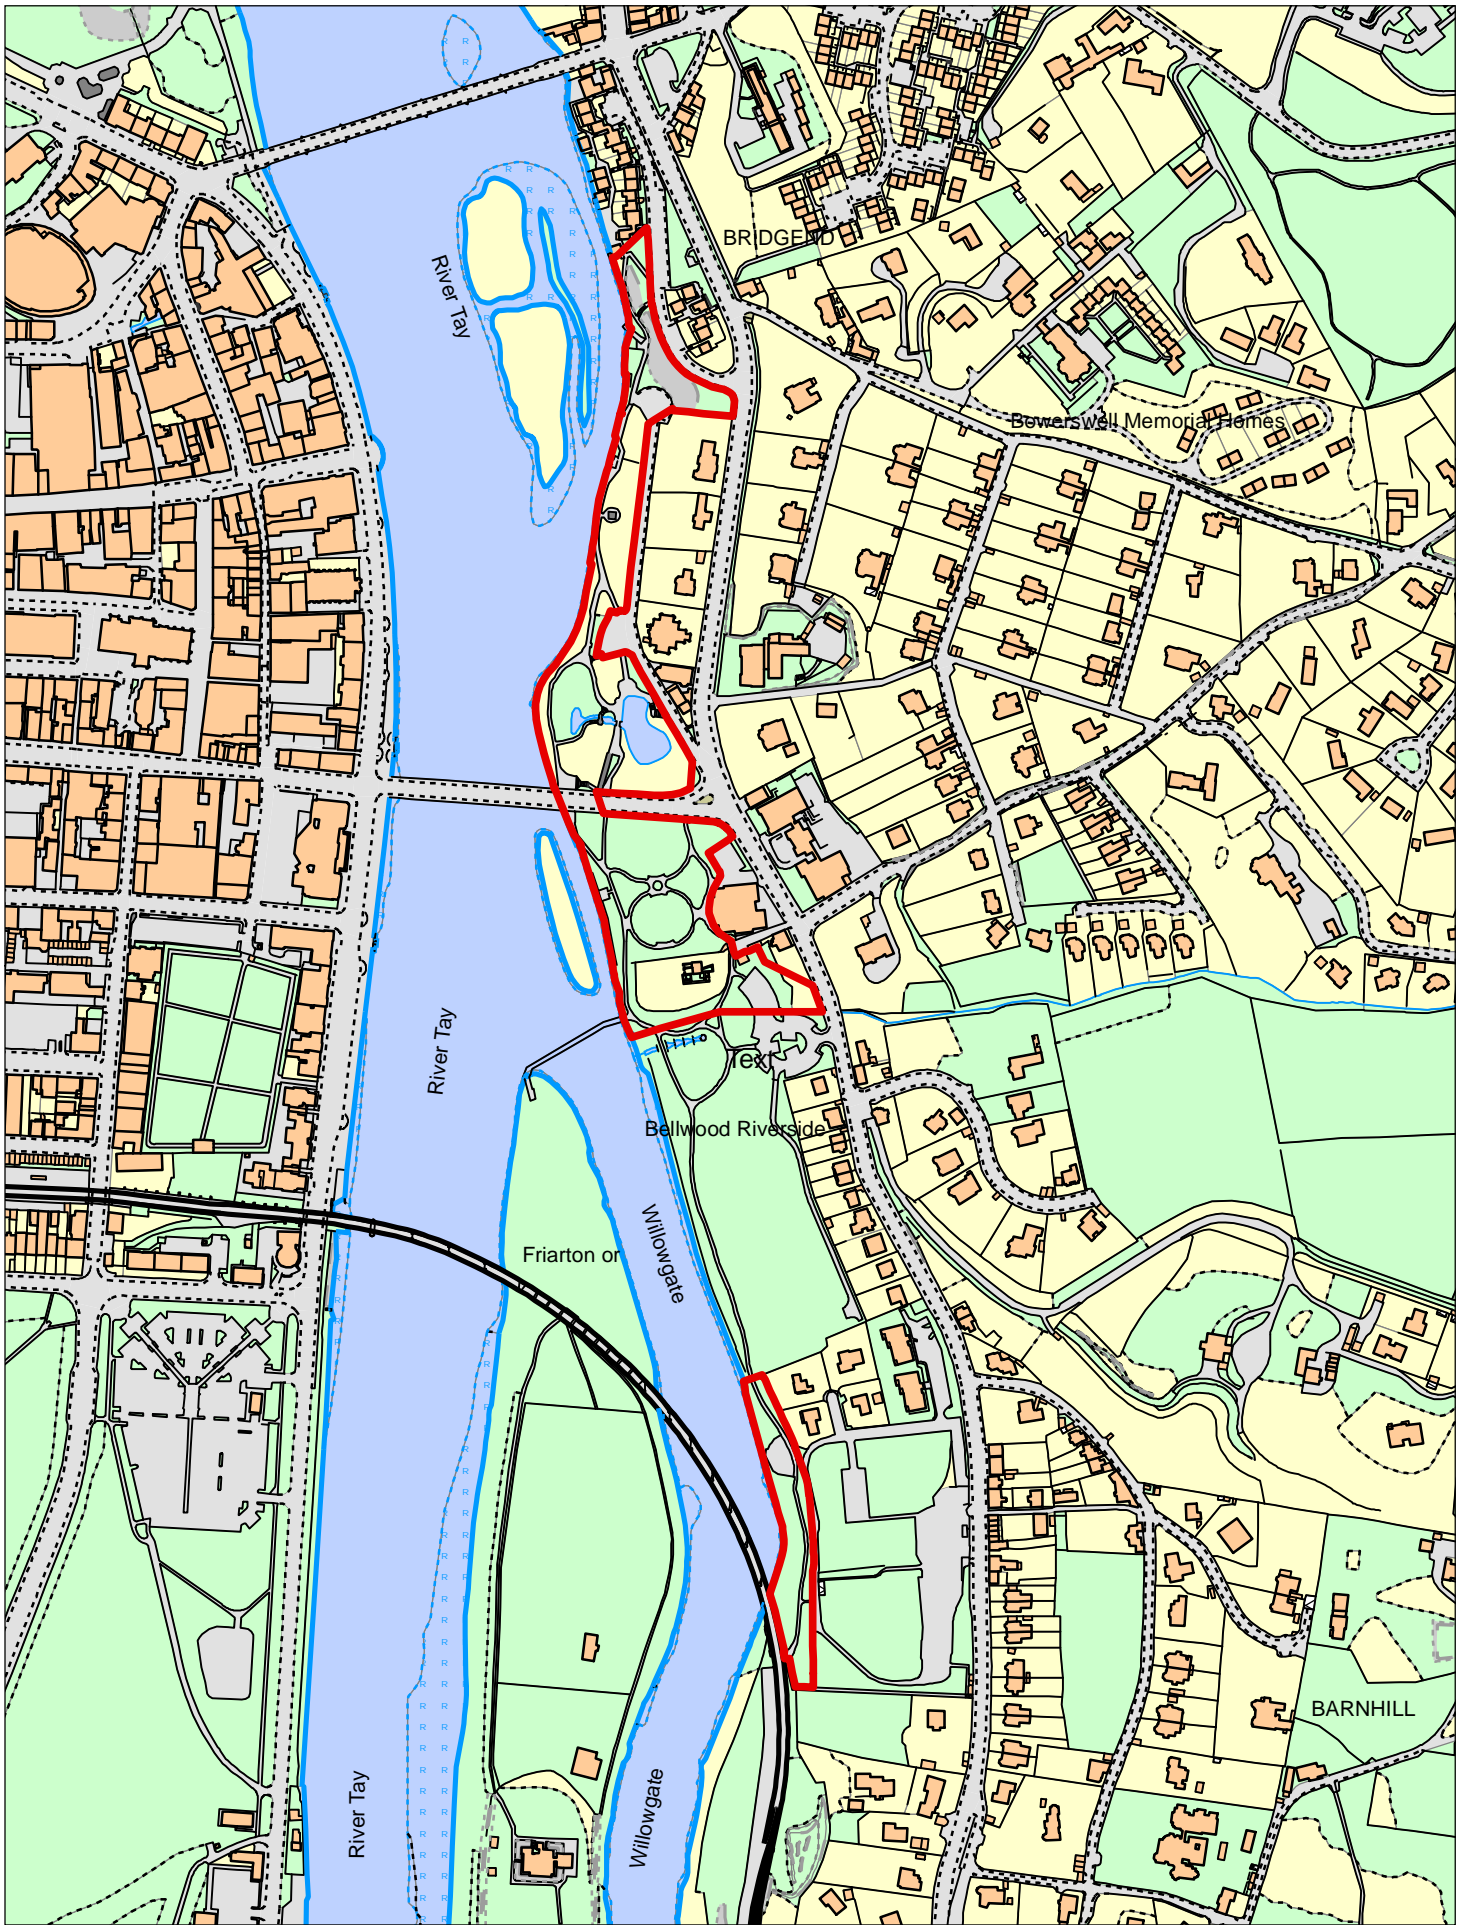 BRIDGEND
River Tay
Bowerswell Memorial Homes
River Tay
Text
Bellwood Riverside
Willowgate
Friarton or
BARNHILL
River Tay
Willowgate